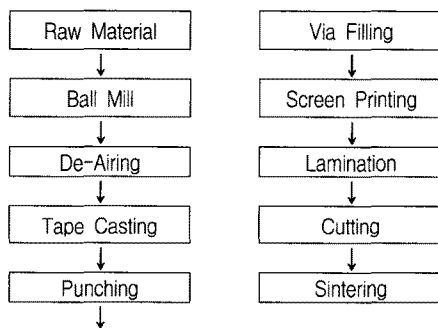 Raw Material
Ball Mill
De-Airing
Tape Casting
Punching
Via Filling
Screen Printing
Lamination
Cutting
Sintering